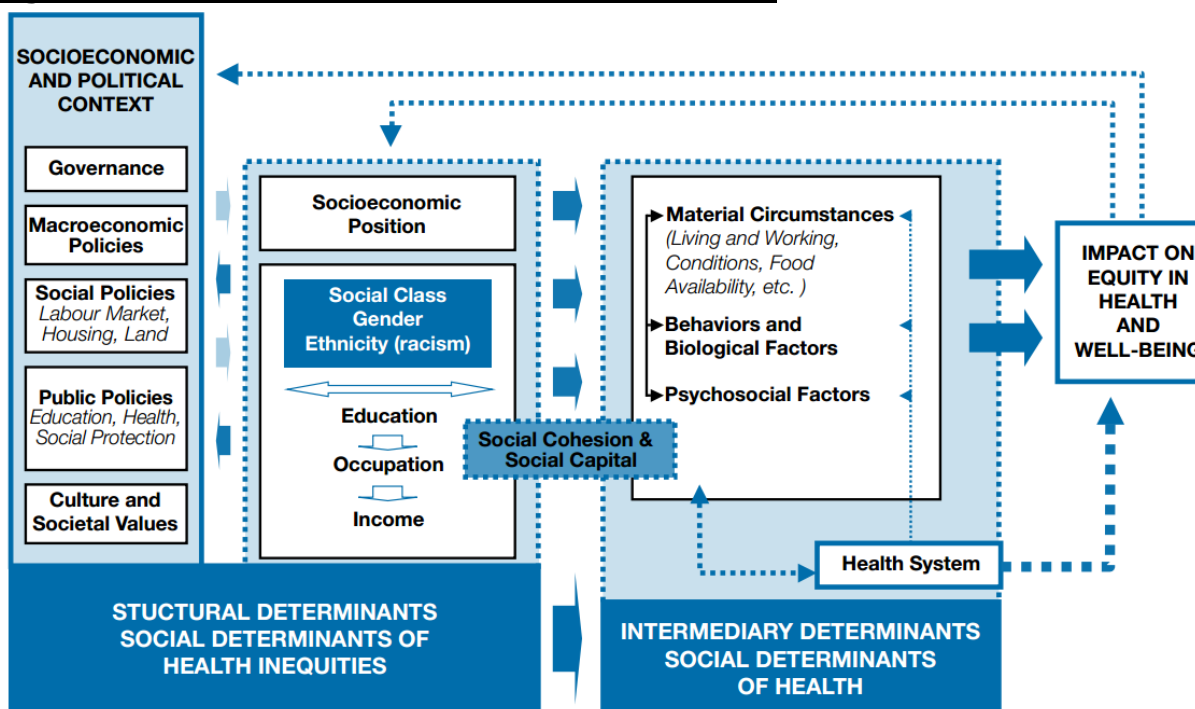 SOCIOECONOMIC
AND POLITICAL
CONTEXT
Governance
Macroeconomic
Policies
Social Policies
Labour Market,
Housing, Land
Public Policies
Education, Health,
Social Protection
Culture and
Societal Values
Socioeconomic
Position
Social Class
Gender
Ethnicity (racism)
Education
Occupation
Income
Social Cohesion &
Social Capital
Material Circumstances
(Living and Working,
Conditions, Food
Availability, etc. )
Behaviors and
Biological Factors
Psychosocial Factors
Health System
IMPACT ON
EQUITY IN
HEALTH
AND
WELL-BEING
STUCTURAL DETERMINANTS
SOCIAL DETERMINANTS OF
HEALTH INEQUITIES
INTERMEDIARY DETERMINANTS
SOCIAL DETERMINANTS
OF HEALTH